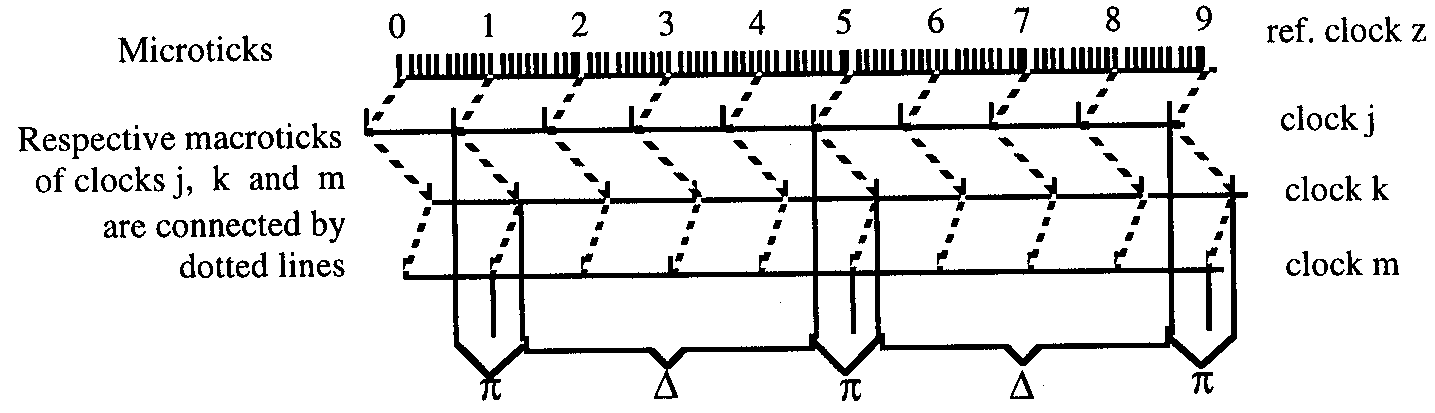 0 1 2 3 4 5 6 7 8 9
Microticks
ref. clock z
clock j
Respective macroticks
of clocks j, k and m
are connected by
dotted lines
clock k
clock m
π Δ π Δ π